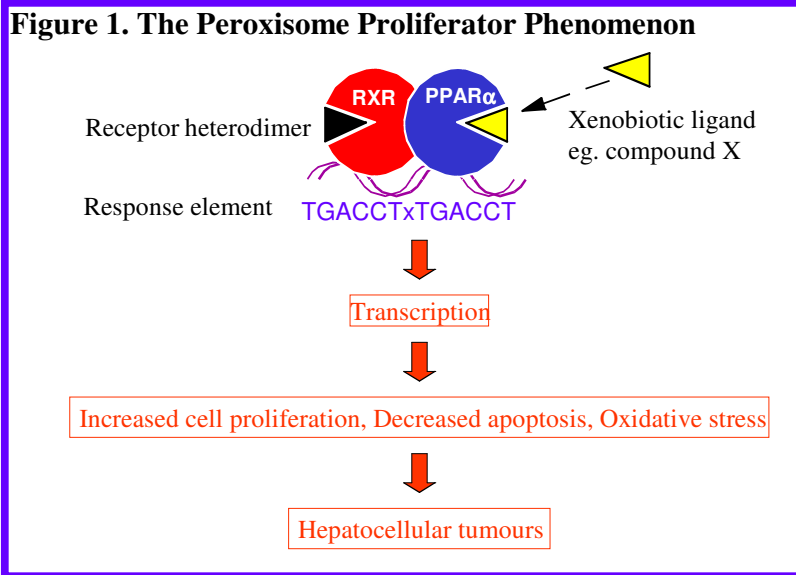 Figure 1. The Peroxisome Proliferator Phenomenon
RXR
PPARα
Receptor heterodimer
Xenobiotic ligand
eg. compound X
Response element
TGACCTxTGACCT
Transcription
Increased cell proliferation, Decreased apoptosis, Oxidative stress
Hepatocellular tumours